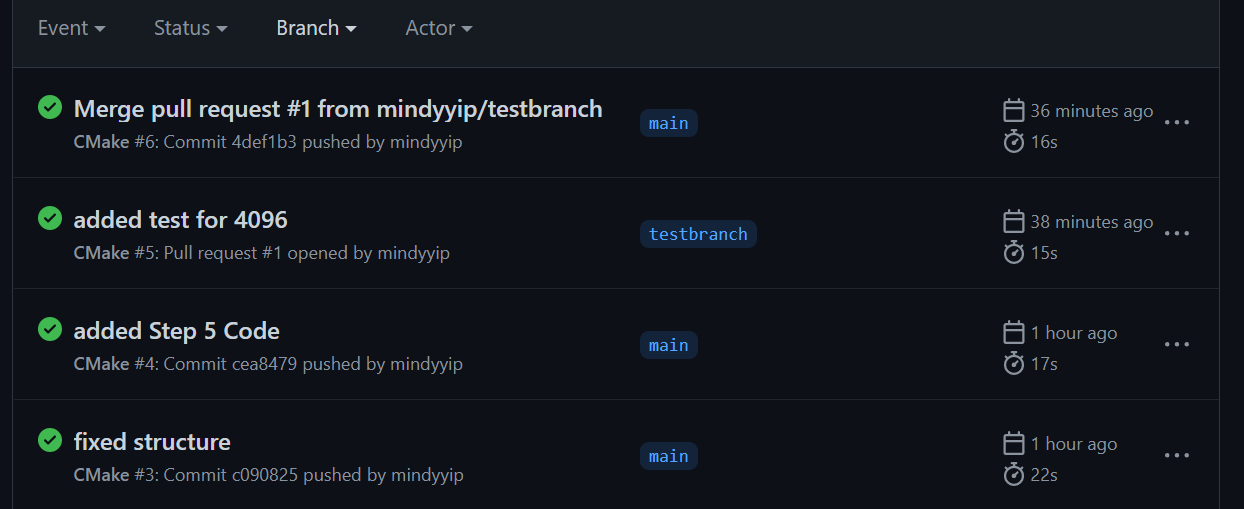 Event Status Branch Actor
Merge pull request #1 from mindyyip/testbranch
CMake #6: Commit 4def1b3 pushed by mindyyip
main
36 minutes ago
16s
added test for 4096
CMake #5: Pull request #1 opened by mindyyip
testbranch
38 minutes ago
15s
added Step 5 Code
CMake #4: Commit cea8479 pushed by mindyyip
main
1 hour ago
17s
fixed structure
CMake #3: Commit c090825 pushed by mindyyip
main
1 hour ago
22s